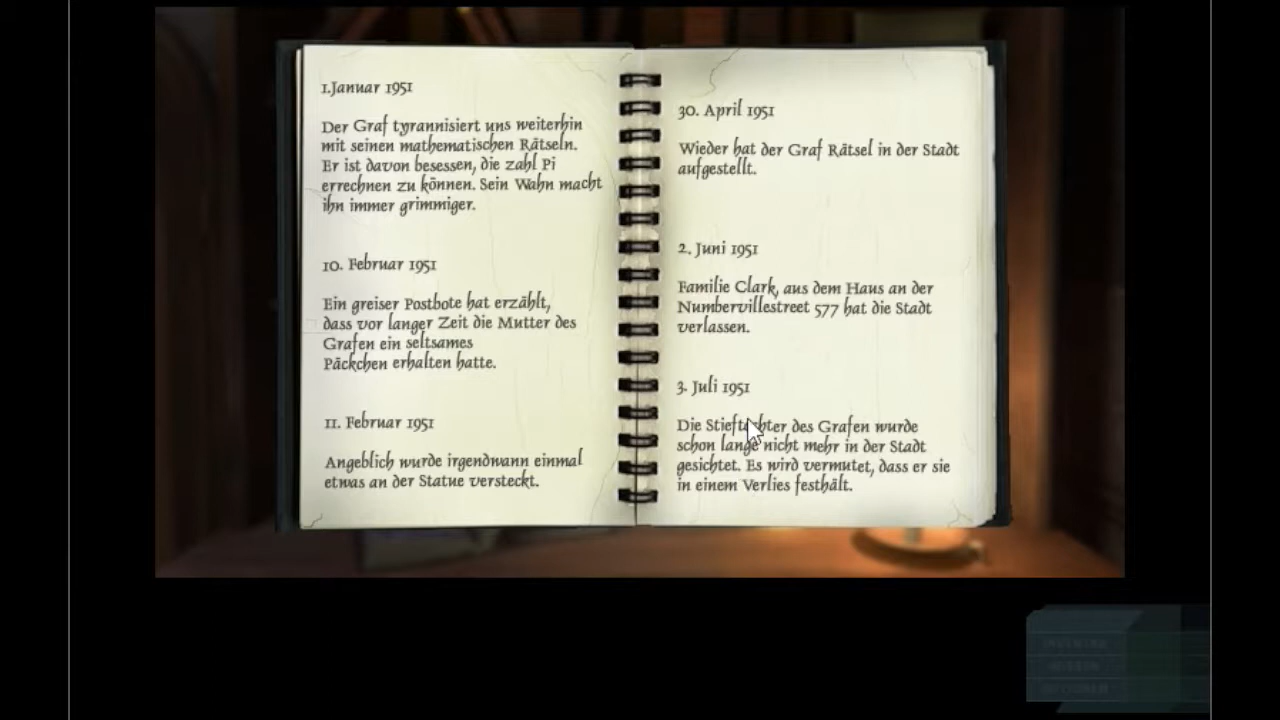 1.Januar 1951
Der Graf tyrannisiert uns weiterhin
mit seinen mathematischen Rätseln.
Er ist davon besessen, die zahl Pi
errechnen zu können. Sein Wahn macht
ihn immer grimmiger.
10. Februar 1951
Ein greiser Postbote hat erzählt,
dass vor langer Zeit die Mutter des
Grafen ein seltsames
Päckchen erhalten hatte.
11. Februar 1951
Angeblich wurde irgendwann einmal
etwas an der Statue versteckt.
30. April 1951
Wieder hat der Graf Rätsel in der Stadt
aufgestellt.
2. Juni 1951
Familie Clark, aus dem Haus an der
Numbervillestreet 577 hat die Stadt
verlassen.
3. Juli 1951
Die Stieftochter des Grafen wurde
schon lange nicht mehr in der Stadt
gesichtet. Es wird vermutet, dass er sie
in einem Verlies festhält.